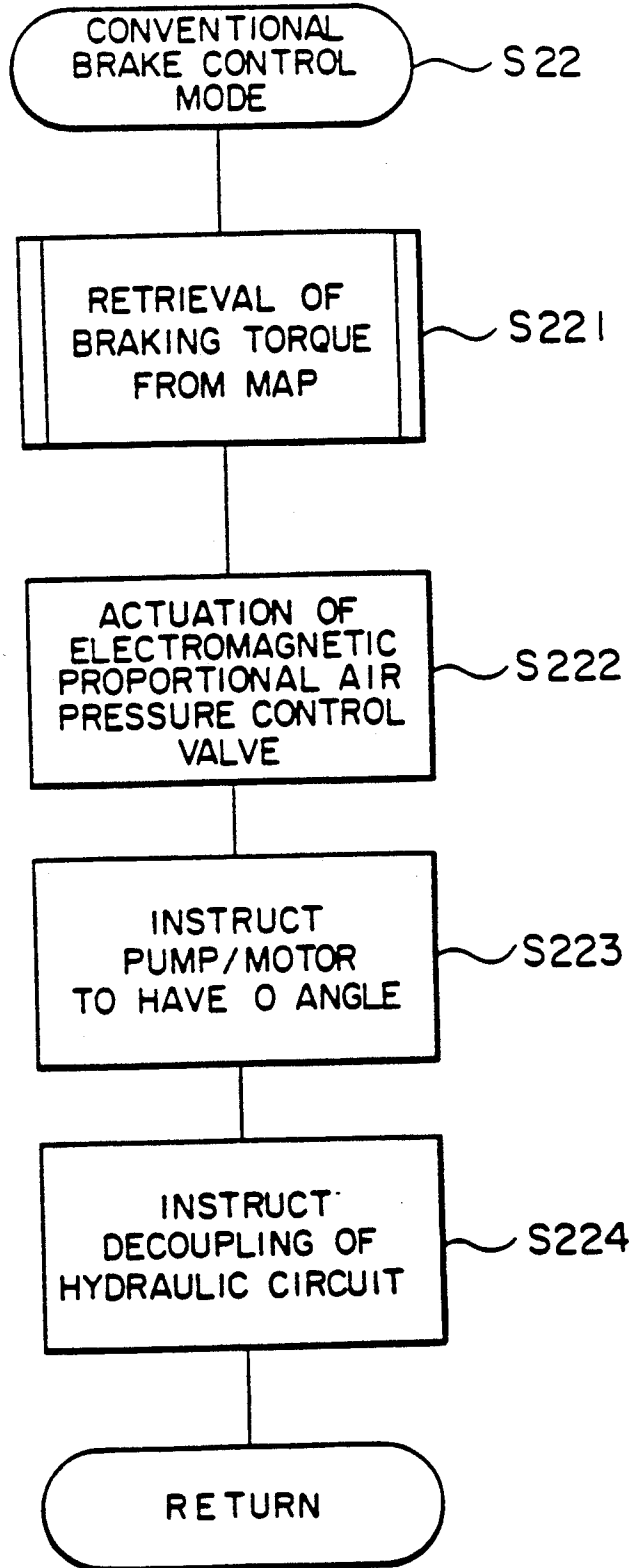 CONVENTIONAL
BRAKE CONTROL
MODE
S22
RETRIEVAL OF
BRAKING TORQUE
FROM MAP
S221
ACTUATION OF
ELECTROMAGNETIC
PROPORTIONAL AIR
PRESSURE CONTROL
VALVE
S222
INSTRUCT
PUMP/MOTOR
TO HAVE 0 ANGLE
S223
INSTRUCT
DECOUPLING OF
HYDRAULIC CIRCUIT
S224
RETURN